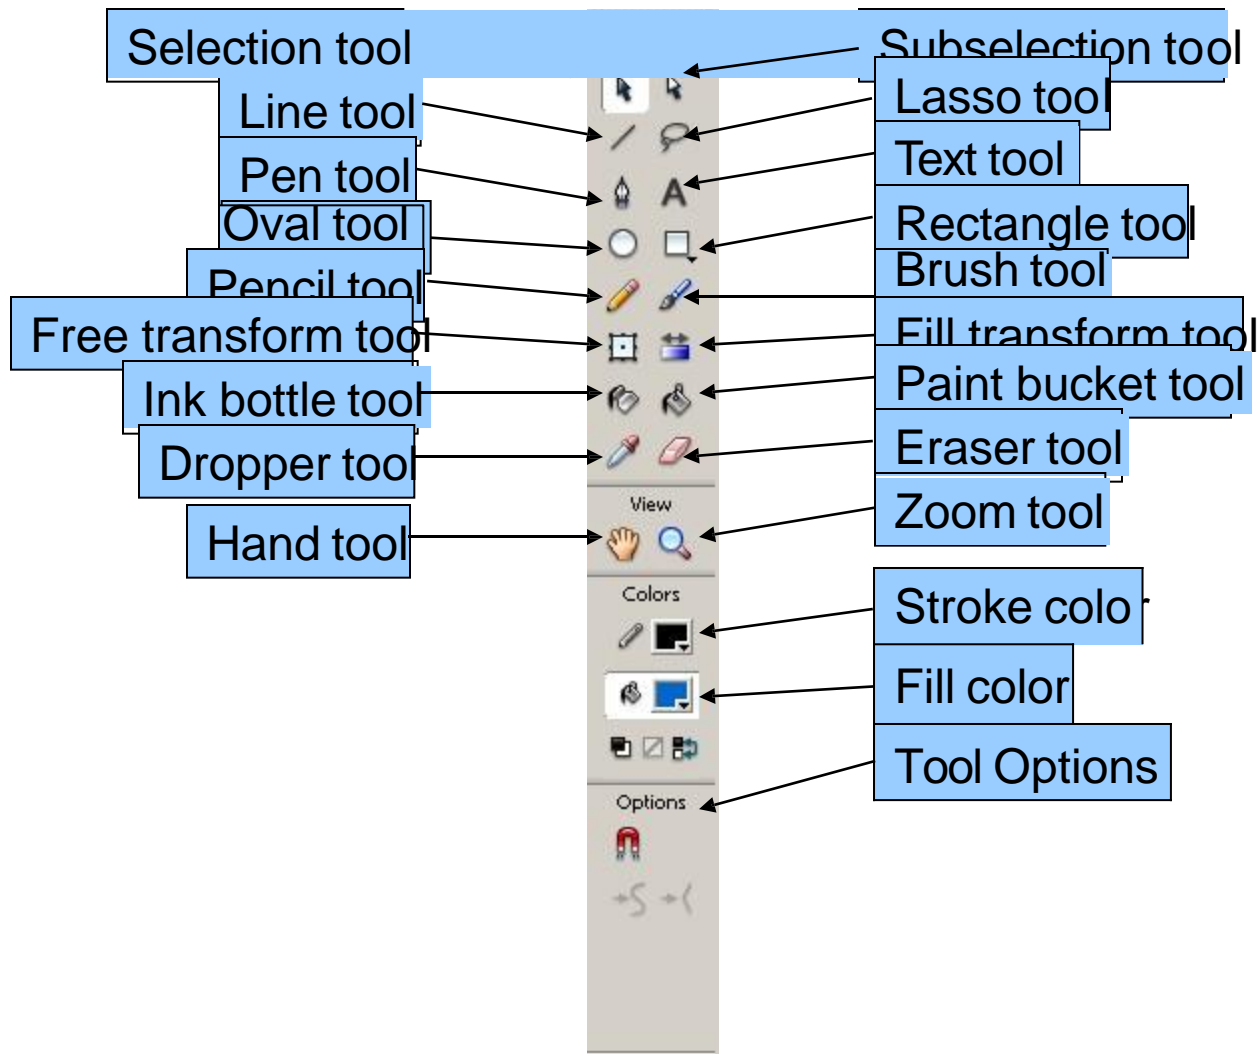 Selection tool
Subselection tool
Line tool
Lasso tool
Pen tool
Text tool
Oval tool
Rectangle tool
Pencil tool
Brush tool
Free transform tool
Fill transform tool
Ink bottle tool
Paint bucket tool
Dropper tool
Eraser tool
View
Hand tool
Zoom tool
Colors
Stroke color
Fill color
Tool Options
Options